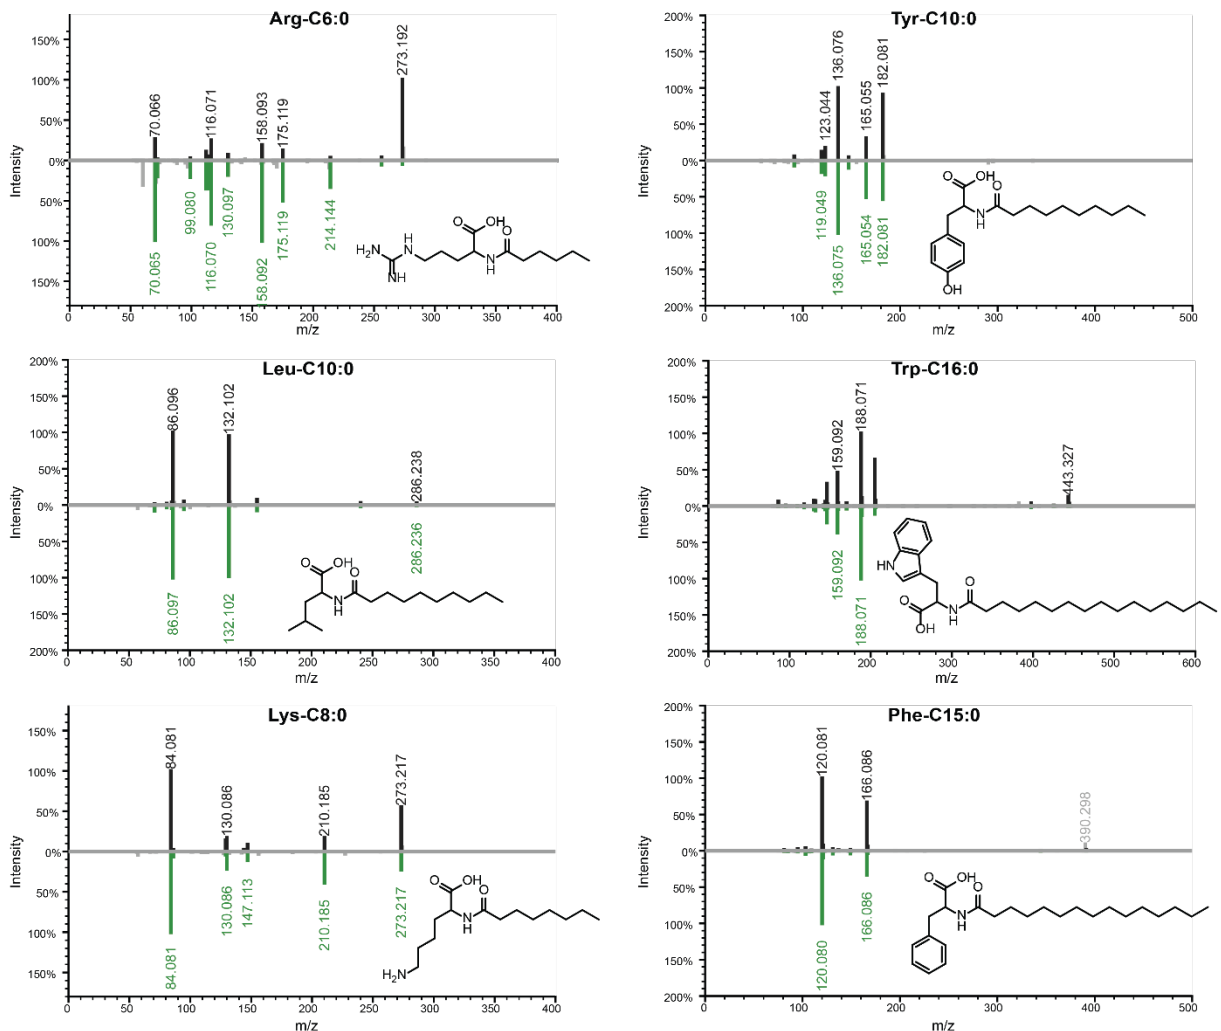 Arg-C6:0
150%
100%
50%
0%
50%
100%
150%
Intensity
70.066
116.071
158.093
175.119
273.192
70.065
99.080
116.070
130.097
158.092
175.119
214.144
O
OH
O
H
N
H₂N
NH
N
H
0
50
100
150
200
250
300
350
400
m/z
Tyr-C10:0
200%
150%
100%
50%
0%
50%
100%
150%
200%
Intensity
123.044
136.076
165.055
182.081
119.049
136.075
165.054
182.081
O
OH
O
N
H
OH
0
100
200
300
400
500
m/z
Leu-C10:0
200%
150%
100%
50%
0%
50%
100%
150%
200%
Intensity
86.096
132.102
286.238
86.097
132.102
286.236
O
OH
O
N
H
0
50
100
150
200
250
300
350
400
m/z
Trp-C16:0
200%
150%
100%
50%
0%
50%
100%
150%
200%
Intensity
159.092
188.071
443.327
159.092
188.071
HN
O
O
N
H
OH
0
100
200
300
400
500
600
m/z
Lys-C8:0
150%
100%
50%
0%
50%
100%
150%
Intensity
84.081
130.086
210.185
273.217
84.081
130.086
147.113
210.185
273.217
O
OH
O
N
H
H₂N
0
50
100
150
200
250
300
350
400
m/z
Phe-C15:0
200%
150%
100%
50%
0%
50%
100%
150%
200%
Intensity
120.081
166.086
390.298
120.080
166.086
O
OH
O
N
H
0
100
200
300
400
500
m/z